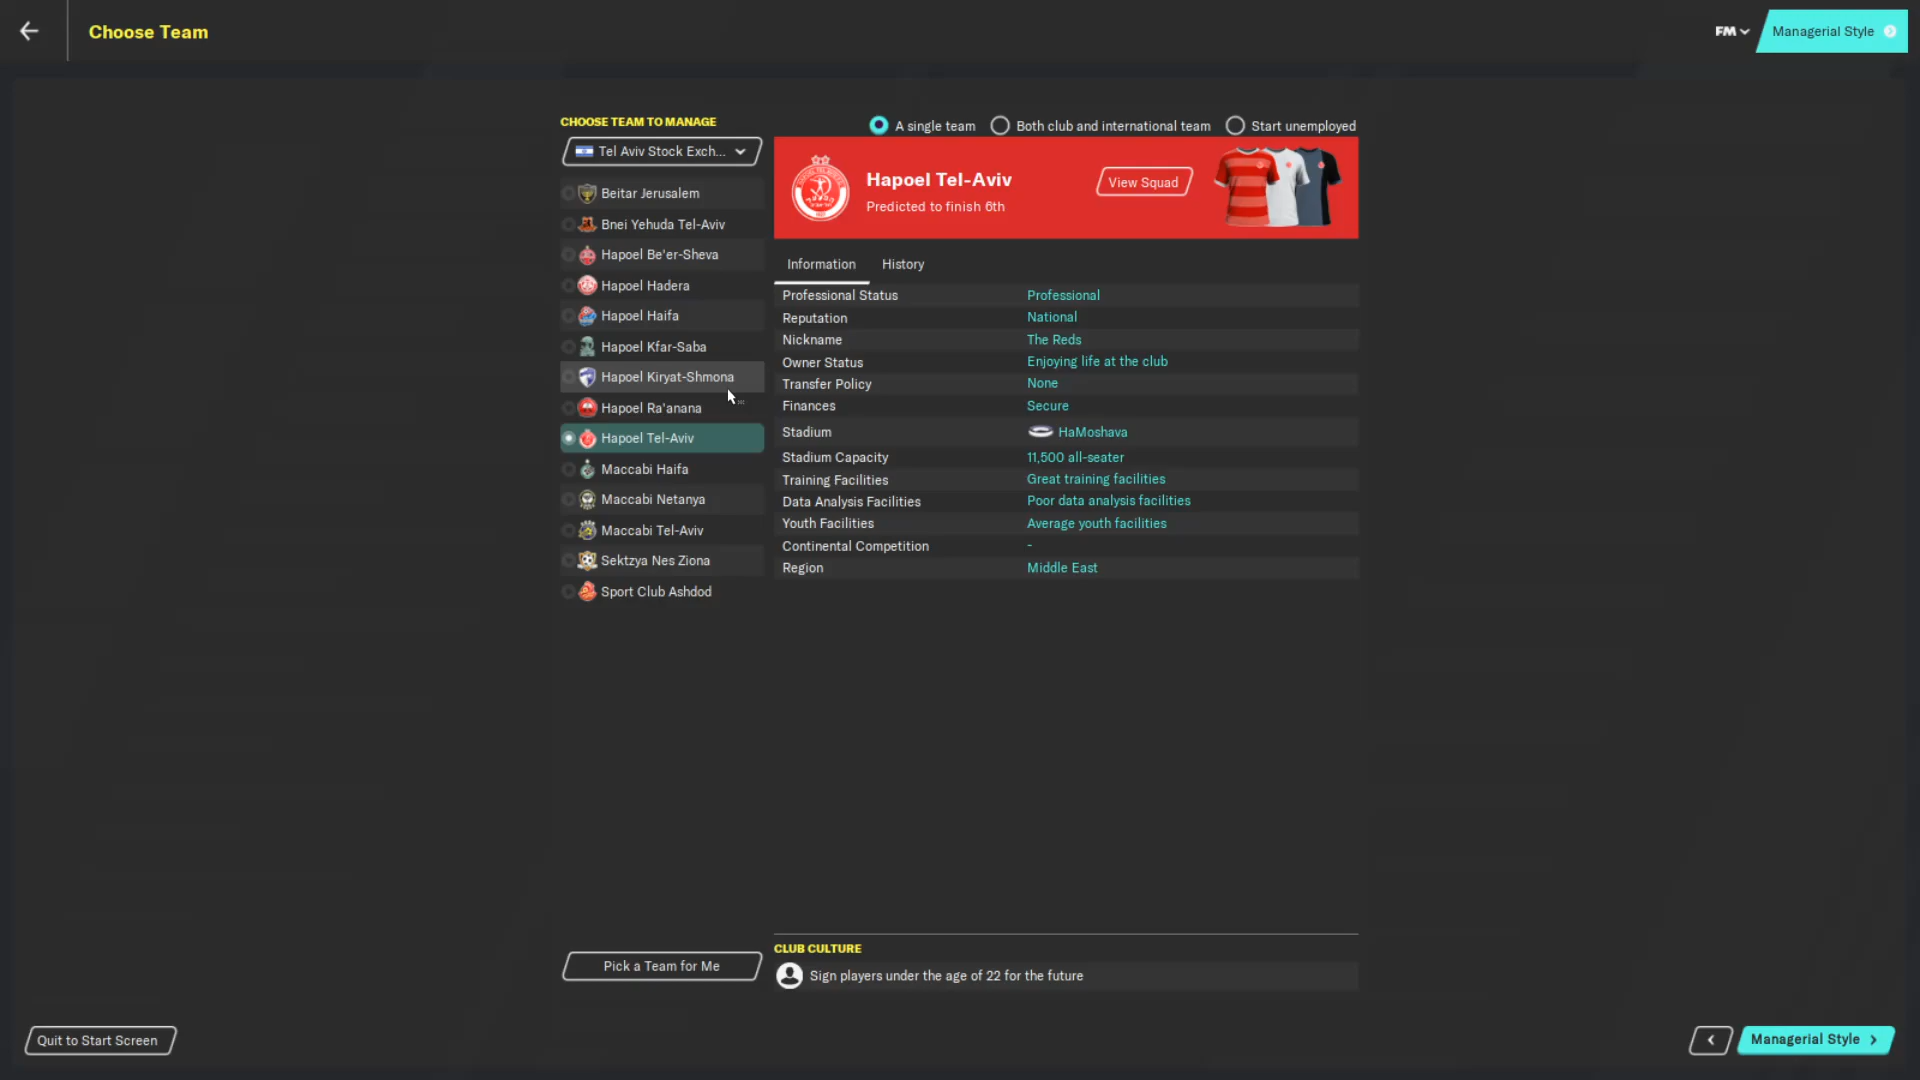 Choose Team
FM
Managerial Style
CHOOSE TEAM TO MANAGE
A single team
Both club and international team
Start unemployed
Tel Aviv Stock Exch...
Hapoel Tel-Aviv
Predicted to finish 6th
View Squad
Beitar Jerusalem
Bnei Yehuda Tel-Aviv
Hapoel Be'er-Sheva
Hapoel Hadera
Hapoel Haifa
Hapoel Kfar-Saba
Hapoel Kiryat-Shmona
Hapoel Ra'anana
Hapoel Tel-Aviv
Maccabi Haifa
Maccabi Netanya
Maccabi Tel-Aviv
Sektzya Nes Ziona
Sport Club Ashdod
Information History
Professional Status Professional
Reputation National
Nickname The Reds
Owner Status Enjoying life at the club
Transfer Policy None
Finances Secure
Stadium HaMoshava
Stadium Capacity 11,500 all-seater
Training Facilities Great training facilities
Data Analysis Facilities Poor data analysis facilities
Youth Facilities Average youth facilities
Continental Competition -
Region Middle East
Pick a Team for Me
CLUB CULTURE
Sign players under the age of 22 for the future
Quit to Start Screen
Managerial Style